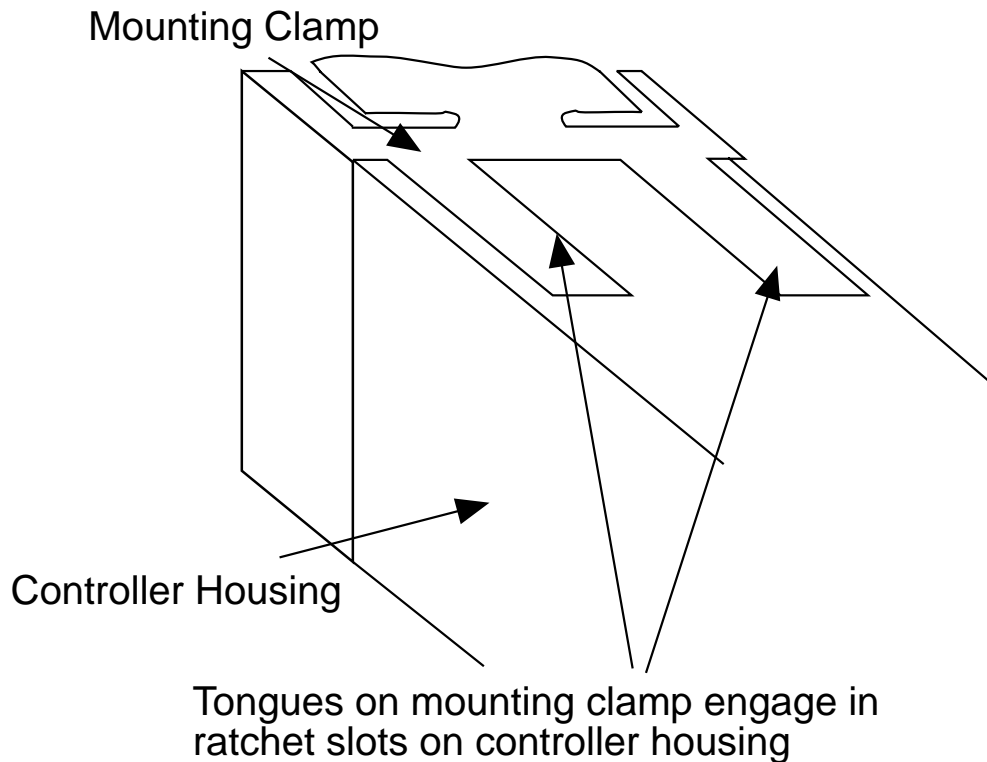 Mounting Clamp
Controller Housing
Tongues on mounting clamp engage in
ratchet slots on controller housing